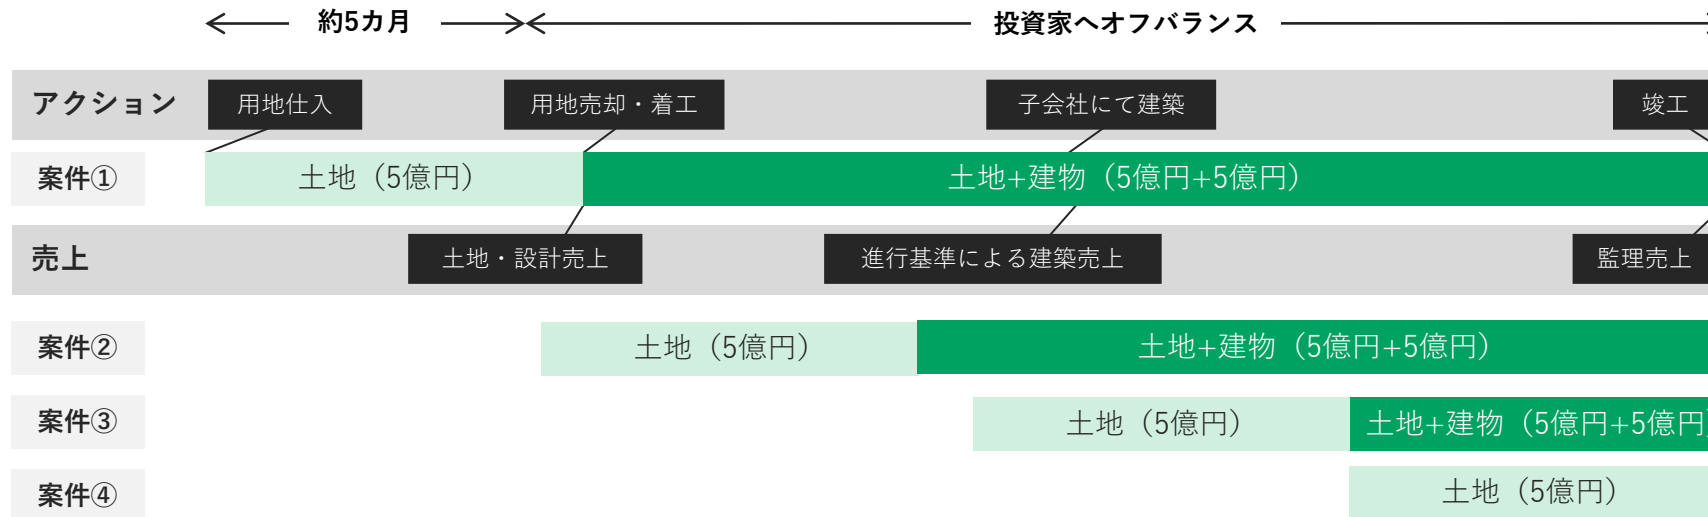 約5カ月
投資家へオフバランス
アクション
用地仕入
用地売却・着工
子会社にて建築
竣工
案件①
土地（5億円）
土地+建物（5億円+5億円）
売上
土地・設計売上
進行基準による建築売上
監理売上
案件②
土地（5億円）
土地+建物（5億円+5億円）
案件③
土地（5億円）
土地+建物（5億円+5億円）
案件④
土地（5億円）